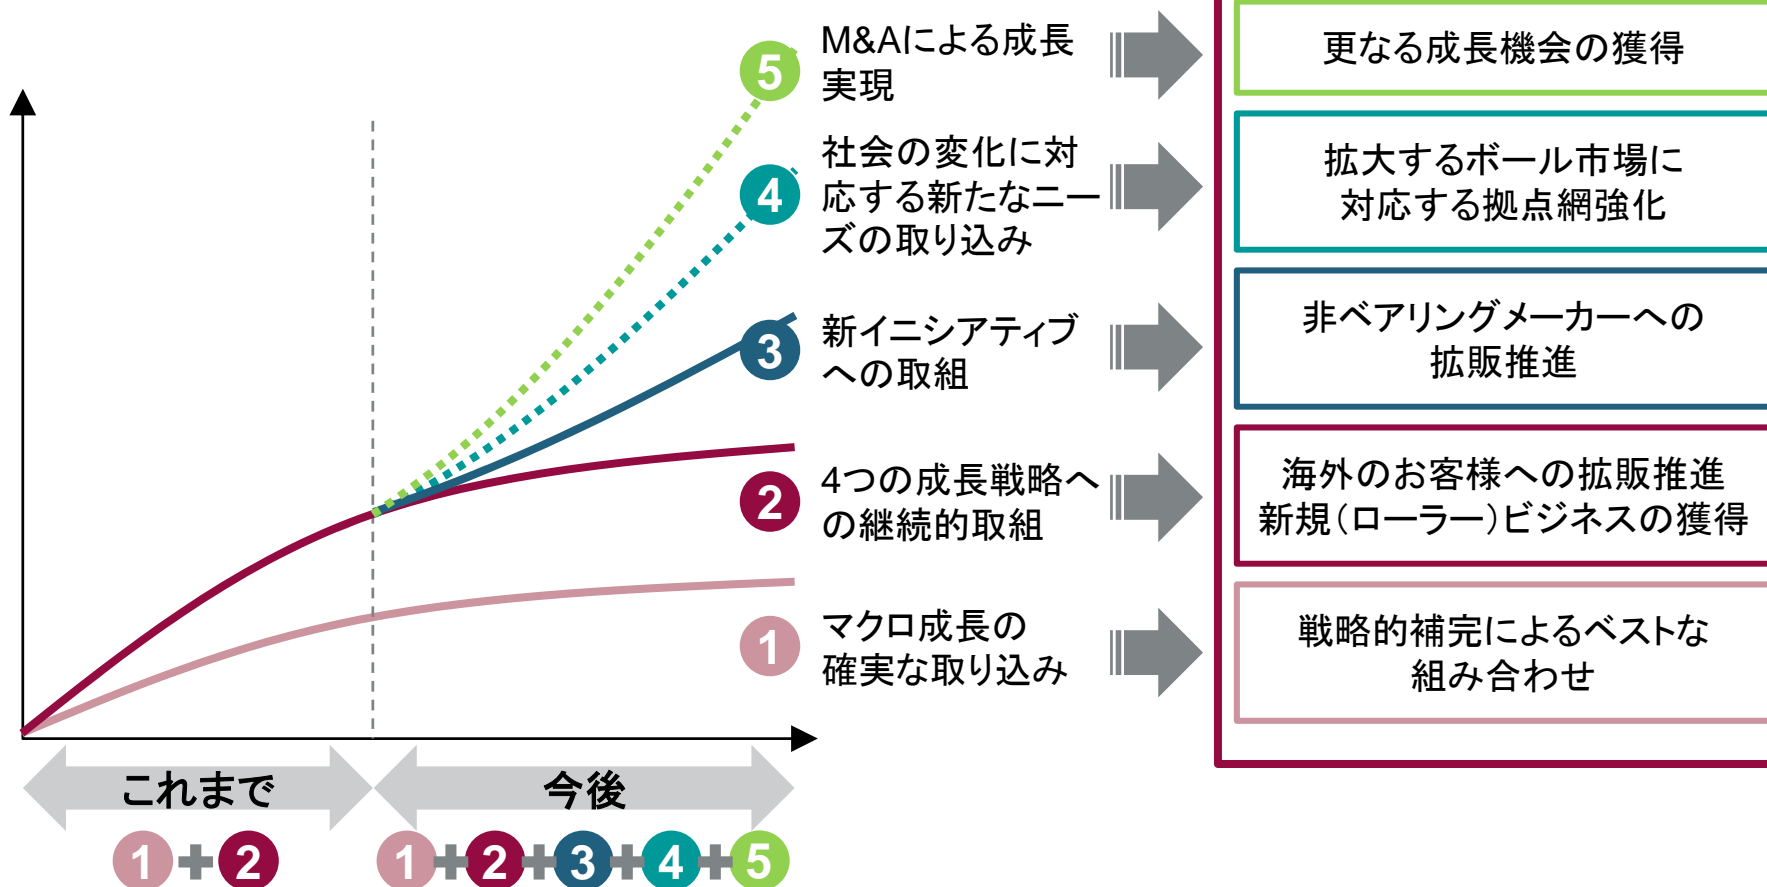 5
M&Aによる成長
実現
更なる成長機会の獲得
4
社会の変化に対
応する新たなニー
ズの取り込み
拡大するボール市場に
対応する拠点網強化
3
新イニシアティブ
への取組
非ベアリングメーカーへの
拡販推進
2
4つの成長戦略へ
の継続的取組
海外のお客様への拡販推進
新規(ローラー)ビジネスの獲得
1
マクロ成長の
確実な取り込み
戦略的補完によるベストな
組み合わせ
これまで
今後
1+2
1+2+3+4+5